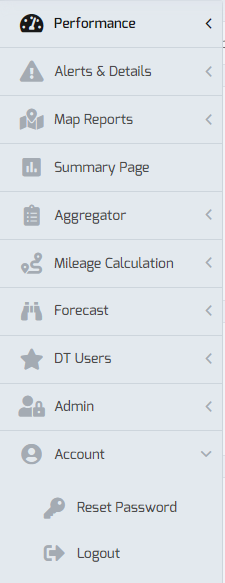 Performance
Alerts & Details
Map Reports
Summary Page
Aggregator
Mileage Calculation
Forecast
DT Users
Admin
Account
Reset Password
Logout